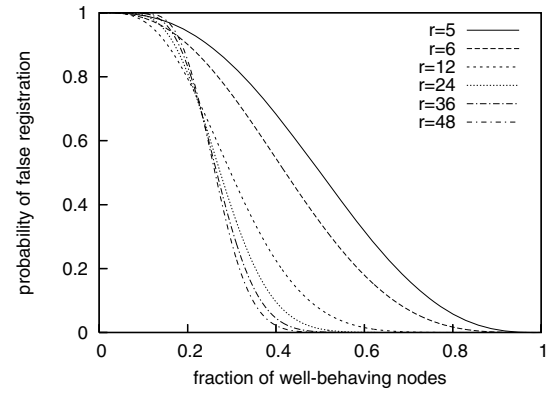 probability of false registration
1
0.8
0.6
0.4
0.2
0
r=5
r=6
r=12
r=24
r=36
r=48
0 0.2 0.4 0.6 0.8 1
fraction of well-behaving nodes